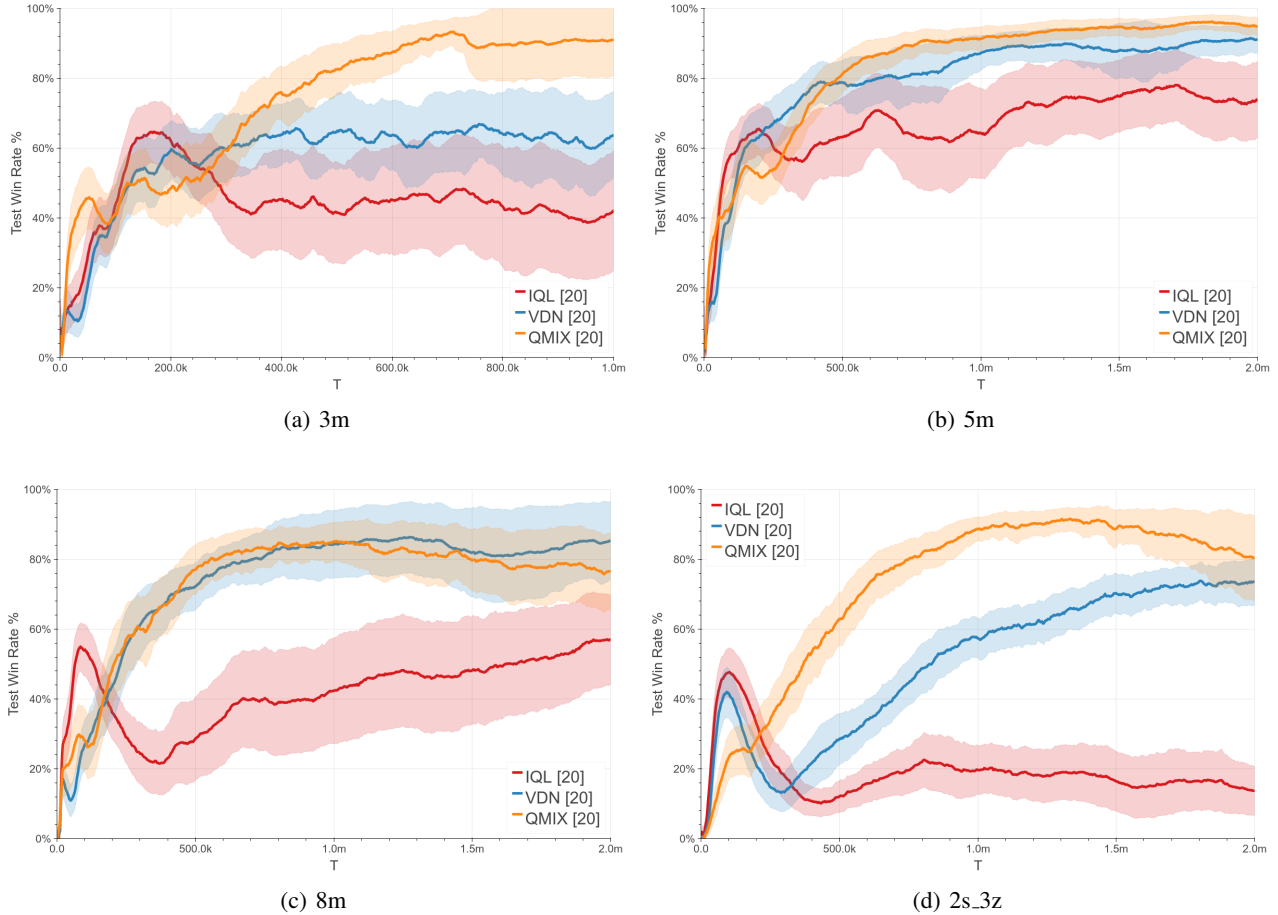 100%
80%
60%
40%
20%
0%
Test Win Rate %
IQL [20]
VDN [20]
QMIX [20]
0.0 200.0k 400.0k 600.0k 800.0k 1.0m
T
(a) 3m
100%
80%
60%
40%
20%
0%
Test Win Rate %
IQL [20]
VDN [20]
QMIX [20]
0.0 500.0k 1.0m 1.5m 2.0m
T
(b) 5m
100%
80%
60%
40%
20%
0%
Test Win Rate %
IQL [20]
VDN [20]
QMIX [20]
0.0 500.0k 1.0m 1.5m 2.0m
T
(c) 8m
100%
80%
60%
40%
20%
0%
Test Win Rate %
IQL [20]
VDN [20]
QMIX [20]
0.0 500.0k 1.0m 1.5m 2.0m
T
(d) 2s_3z